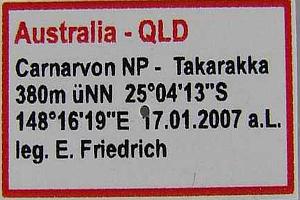 Australia - QLD
Carnarvon NP - Takarakka
380m üNN 25°04'13"S
148°16'19"E 17.01.2007 a.L.
leg. E. Friedrich